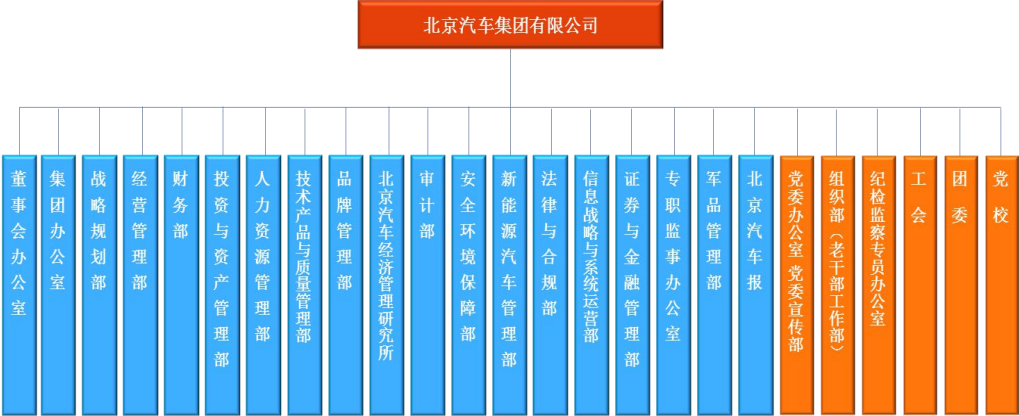 北京汽车集团有限公司
董事会办公室
集团办公室
战略规划部
经营管理部
财务部
投资与资产管理部
人力资源管理部
技术产品与质量管理部
品牌管理部
北京汽车经济管理研究所
审计部
安全环境保障部
新能源汽车管理部
法律与合规部
信息战略与系统运营部
证券与金融管理部
专职监事办公室
军品管理部
北京汽车报
党委办公室 党委宣传部
组织部（老干部工作部）
纪检监察专员办公室
工会
团委
党校